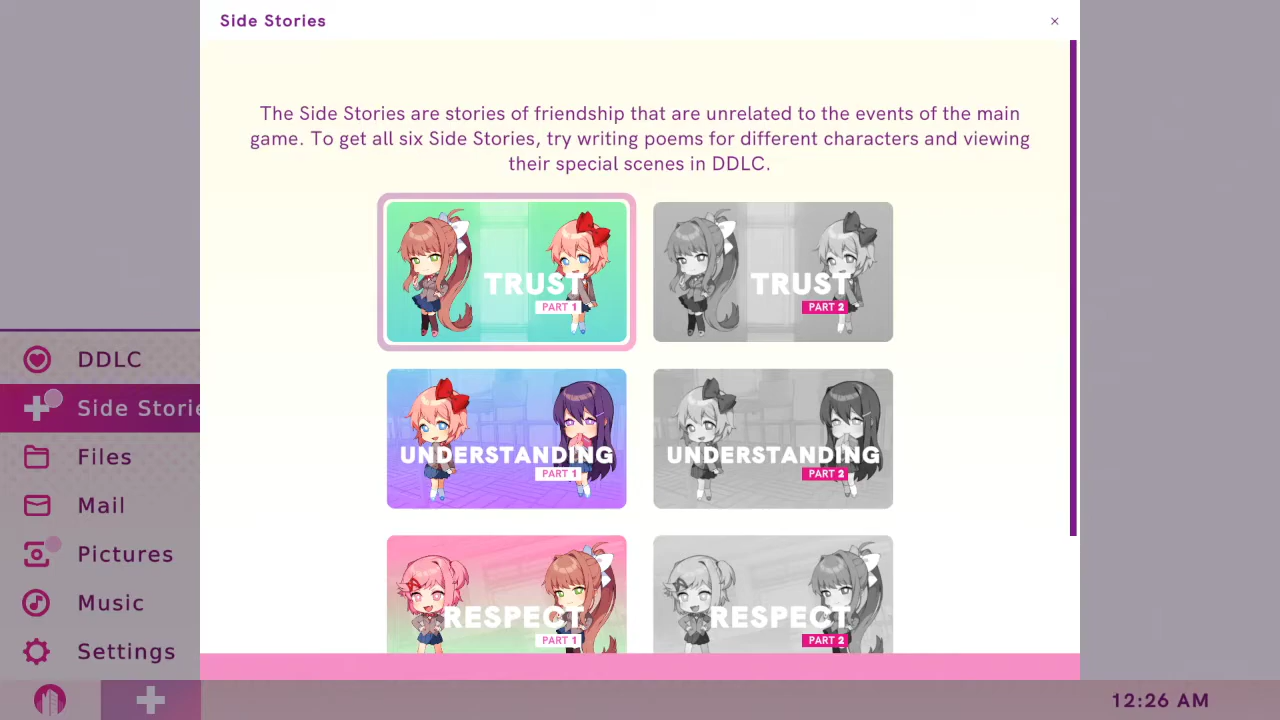 Side Stories
×
The Side Stories are stories of friendship that are unrelated to the events of the main
game. To get all six Side Stories, try writing poems for different characters and viewing
their special scenes in DDLC.
TRUST
PART 1
TRUST
PART 2
UNDERSTANDING
PART 1
UNDERSTANDING
PART 2
RESPECT
PART 1
RESPECT
PART 2
DDLC
Side Storie
Files
Mail
Pictures
Music
Settings
12:26 AM